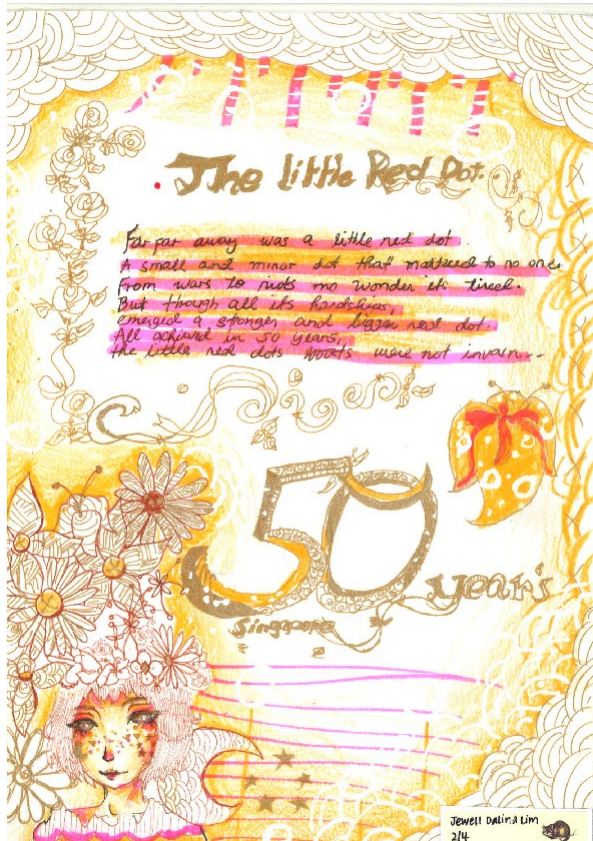 The little Red Dot.
Far far away was a little red dot.
A small and minor dot that mattered to no one.
From wars to riots no wonder its tired.
But though all its hardships,
emerged a stronger and bigger red dot.
All achived in 50 years,
the little red dots were not invain...
50
years
Singapore
Jewell Dalina Lim
2/4